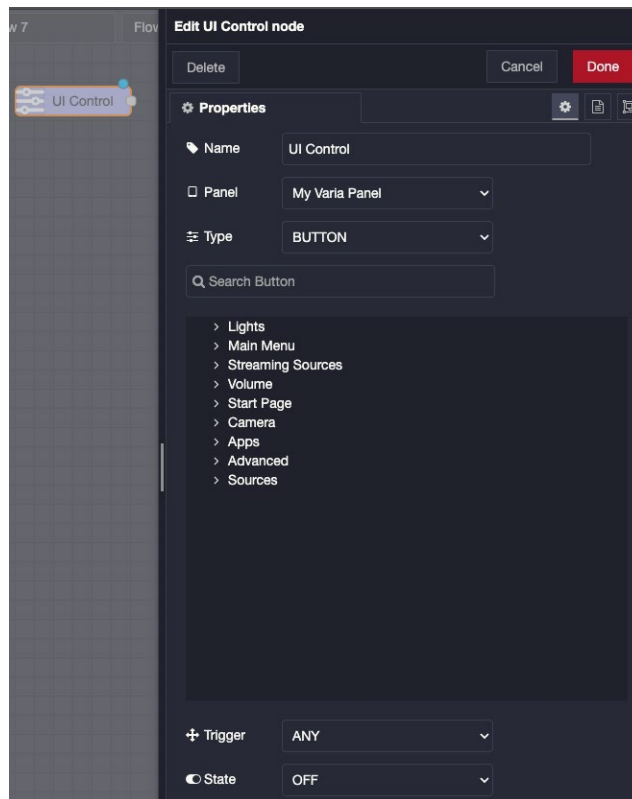 w 7
Flow
Edit UI Control node
Delete
Cancel
Done
Properties
UI Control
Name
UI Control
Panel
My Varia Panel
Type
BUTTON
Search Button
Lights
Main Menu
Streaming Sources
Volume
Start Page
Camera
Apps
Advanced
Sources
Trigger
ANY
State
OFF